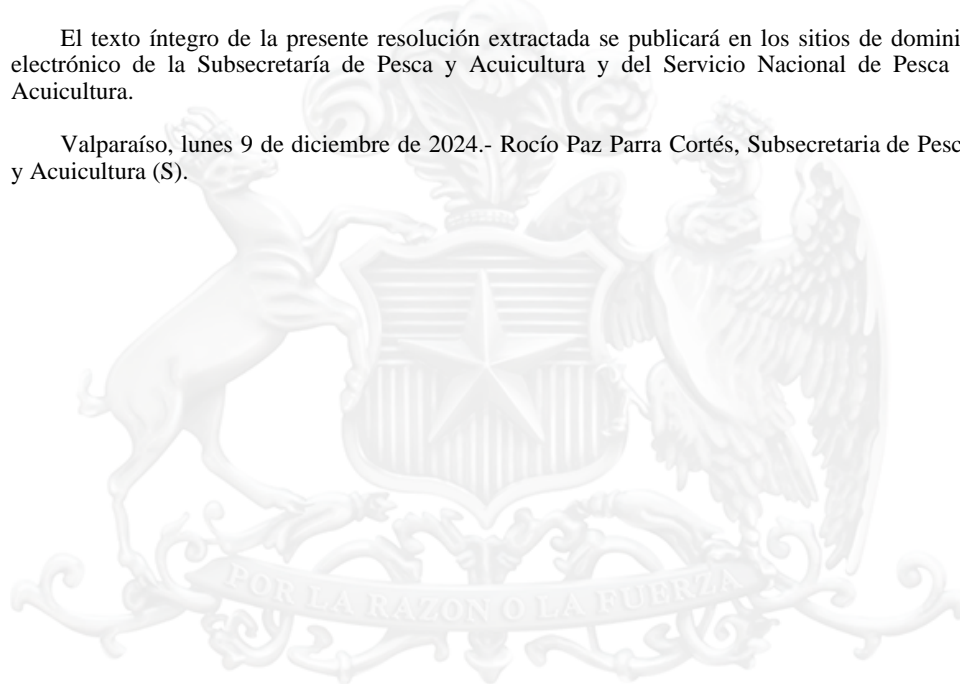 El texto íntegro de la presente resolución extractada se publicará en los sitios de domini
electrónico de la Subsecretaría de Pesca y Acuicultura y del Servicio Nacional de Pesca
Acuicultura.
Valparaíso, lunes 9 de diciembre de 2024.- Rocío Paz Parra Cortés, Subsecretaria de Pesc
y Acuicultura (S).
POR LA RAZON O LA FUERZA